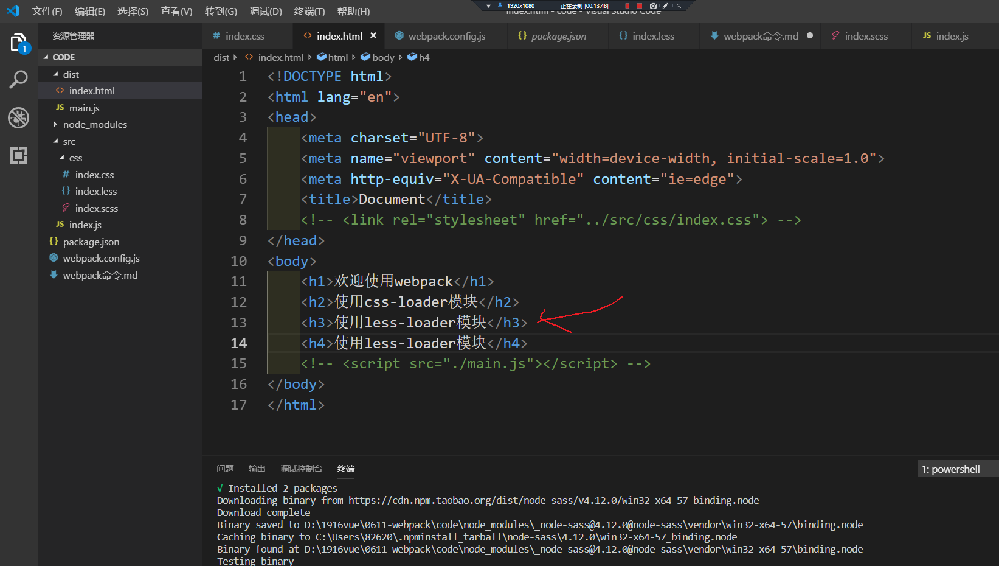 1920x1080 正在录制 [00:13:48]
文件(F) 编辑(E) 选择(S) 查看(V) 转到(G) 调试(D) 终端(T) 帮助(H) index.html - code - Visual Studio Code
资源管理器
index.css index.html × webpack.config.js package.json index.less webpack命令.md index.scss JS index.js
1
CODE
dist
index.html
JS main.js
node_modules
src
css
index.css
index.less
index.scss
JS index.js
package.json
webpack.config.js
webpack命令.md
dist index.html html body h4
1 <!DOCTYPE html>
2 <html lang="en">
3 <head>
4 <meta charset="UTF-8">
5 <meta name="viewport" content="width=device-width, initial-scale=1.0">
6 <meta http-equiv="X-UA-Compatible" content="ie=edge">
7 <title>Document</title>
8 <!-- <link rel="stylesheet" href="../src/css/index.css"> -->
9 </head>
10 <body>
11 <h1>欢迎使用webpack</h1>
12 <h2>使用css-loader模块</h2>
13 <h3>使用less-loader模块</h3>
14 <h4>使用less-loader模块</h4>
15 <!-- <script src="./main.js"></script> -->
16 </body>
17 </html>
问题 输出 调试控制台 终端 1: powershell
√ Installed 2 packages
Downloading binary from https://cdn.npm.taobao.org/dist/node-sass/v4.12.0/win32-x64-57_binding.node
Download complete
Binary saved to D:\1916vue\0611-webpack\code\node_modules\_node-sass@4.12.0@node-sass\vendor\win32-x64-57\binding.node
Caching binary to C:\Users\82620\.npminstall_tarball\node-sass\4.12.0\win32-x64-57_binding.node
Binary found at D:\1916vue\0611-webpack\code\node_modules\_node-sass@4.12.0@node-sass\vendor\win32-x64-57\binding.node
Testing binary